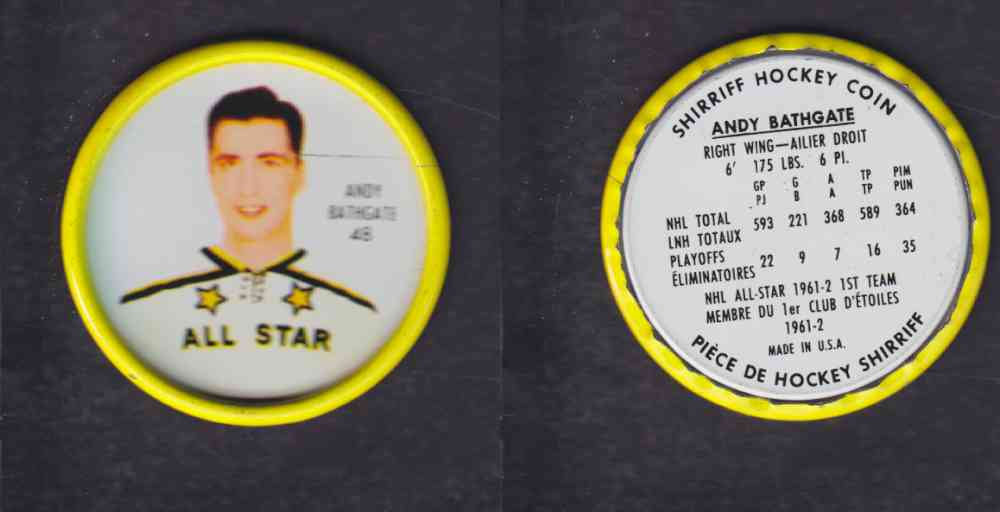 ANDY
BATHGATE
48
ALL STAR
SHIRRIFF HOCKEY COIN
ANDY BATHGATE
RIGHT WING—AILIER DROIT
6' 175 LBS. 6 PI.
GP G A TP PIM
PJ B A TP PUN
NHL TOTAL
LNH TOTAUX 593 221 368 589 364
PLAYOFFS
ÉLIMINATOIRES 22 9 7 16 35
NHL ALL-STAR 1961-2 1ST TEAM
MEMBRE DU 1er CLUB D'ÉTOILES
1961-2
MADE IN U.S.A.
PIÈCE DE HOCKEY SHIRRIFF